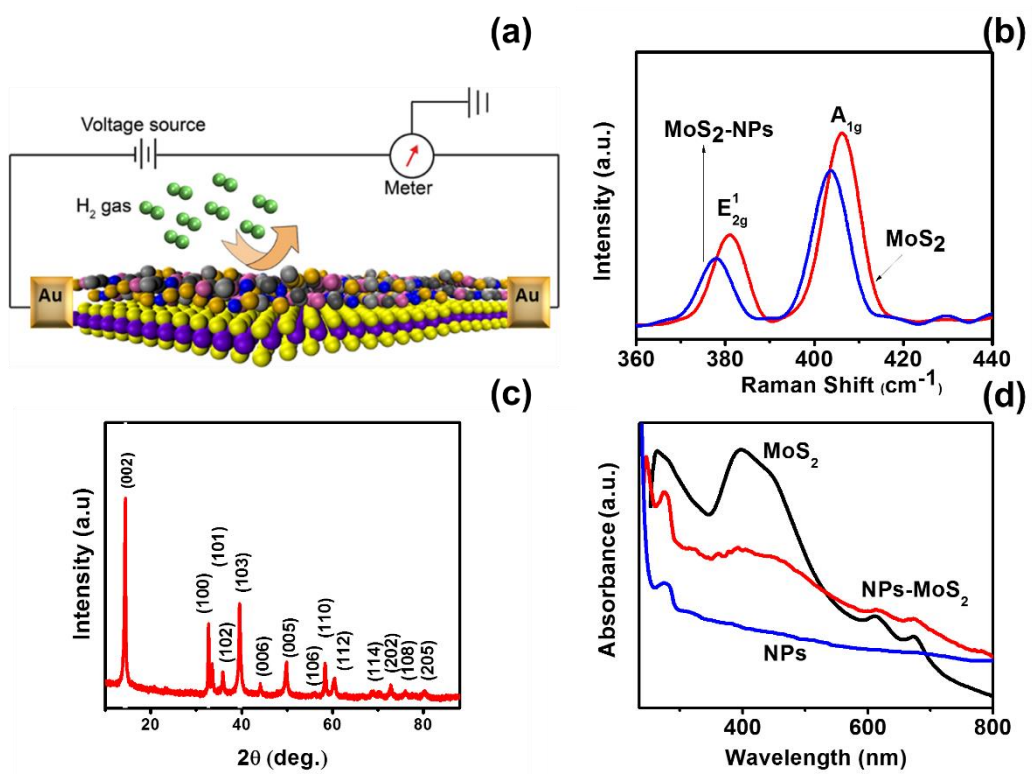 (a)
Voltage source
Meter
H₂ gas
Au
Au
(b)
Intensity (a.u.)
MoS₂-NPs
E¹₂g
A₁g
MoS₂
360 380 400 420 440
Raman Shift (cm⁻¹)
(c)
Intensity (a.u)
(002)
(100)
(101)
(102)
(103)
(006)
(005)
(106)
(110)
(112)
(114)
(202)
(108)
(205)
20 40 60 80
2θ (deg.)
(d)
Absorbance (a.u.)
MoS₂
NPs-MoS₂
NPs
400 600 800
Wavelength (nm)